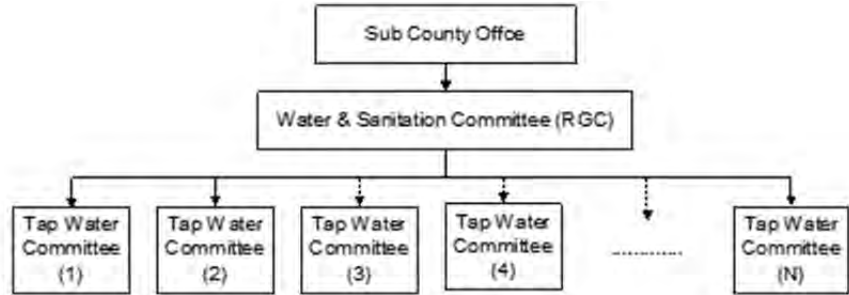 Sub County Offce
Water & Sanitation Committee (RGC)
Tap Water
Committee
(1)
Tap Water
Committee
(2)
Tap Water
Committee
(3)
Tap Water
Committee
(4)
................
Tap Water
Committee
(N)